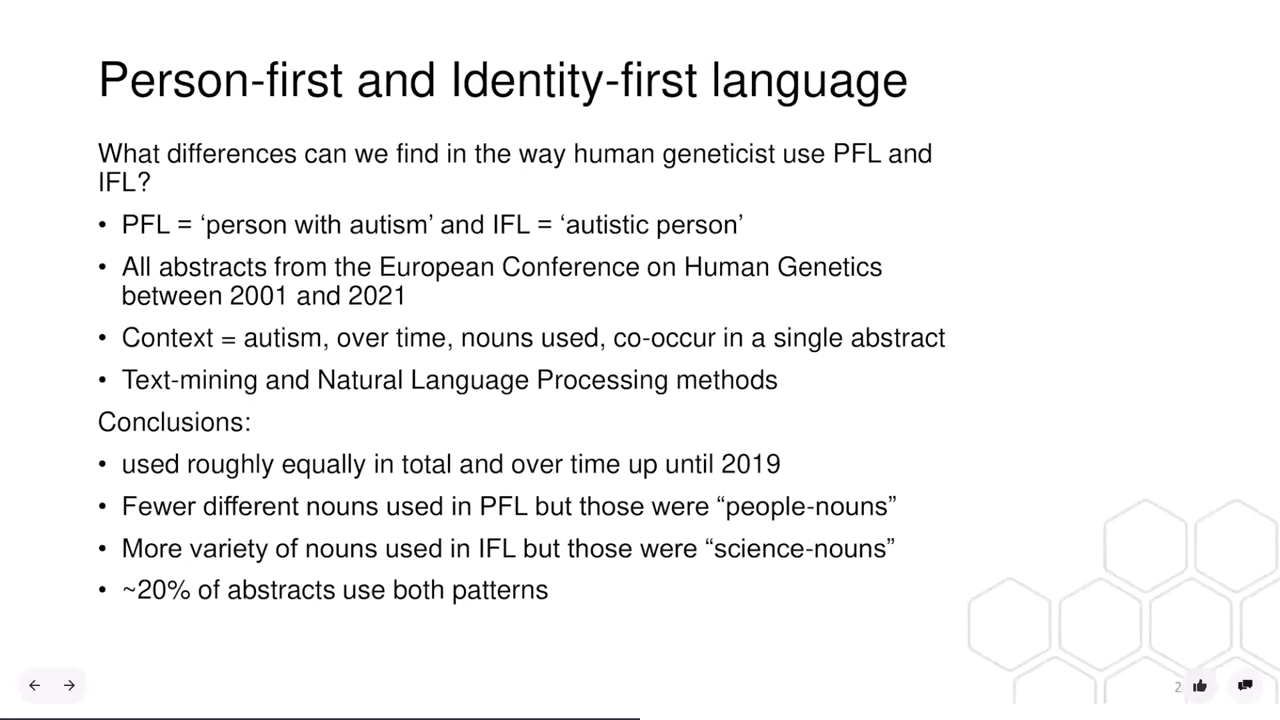 Person-first and Identity-first language
What differences can we find in the way human geneticist use PFL and
IFL?
• PFL = ‘person with autism’ and IFL = ‘autistic person’
• All abstracts from the European Conference on Human Genetics
between 2001 and 2021
• Context = autism, over time, nouns used, co-occur in a single abstract
• Text-mining and Natural Language Processing methods
Conclusions:
• used roughly equally in total and over time up until 2019
• Fewer different nouns used in PFL but those were “people-nouns”
• More variety of nouns used in IFL but those were “science-nouns”
• ~20% of abstracts use both patterns
2